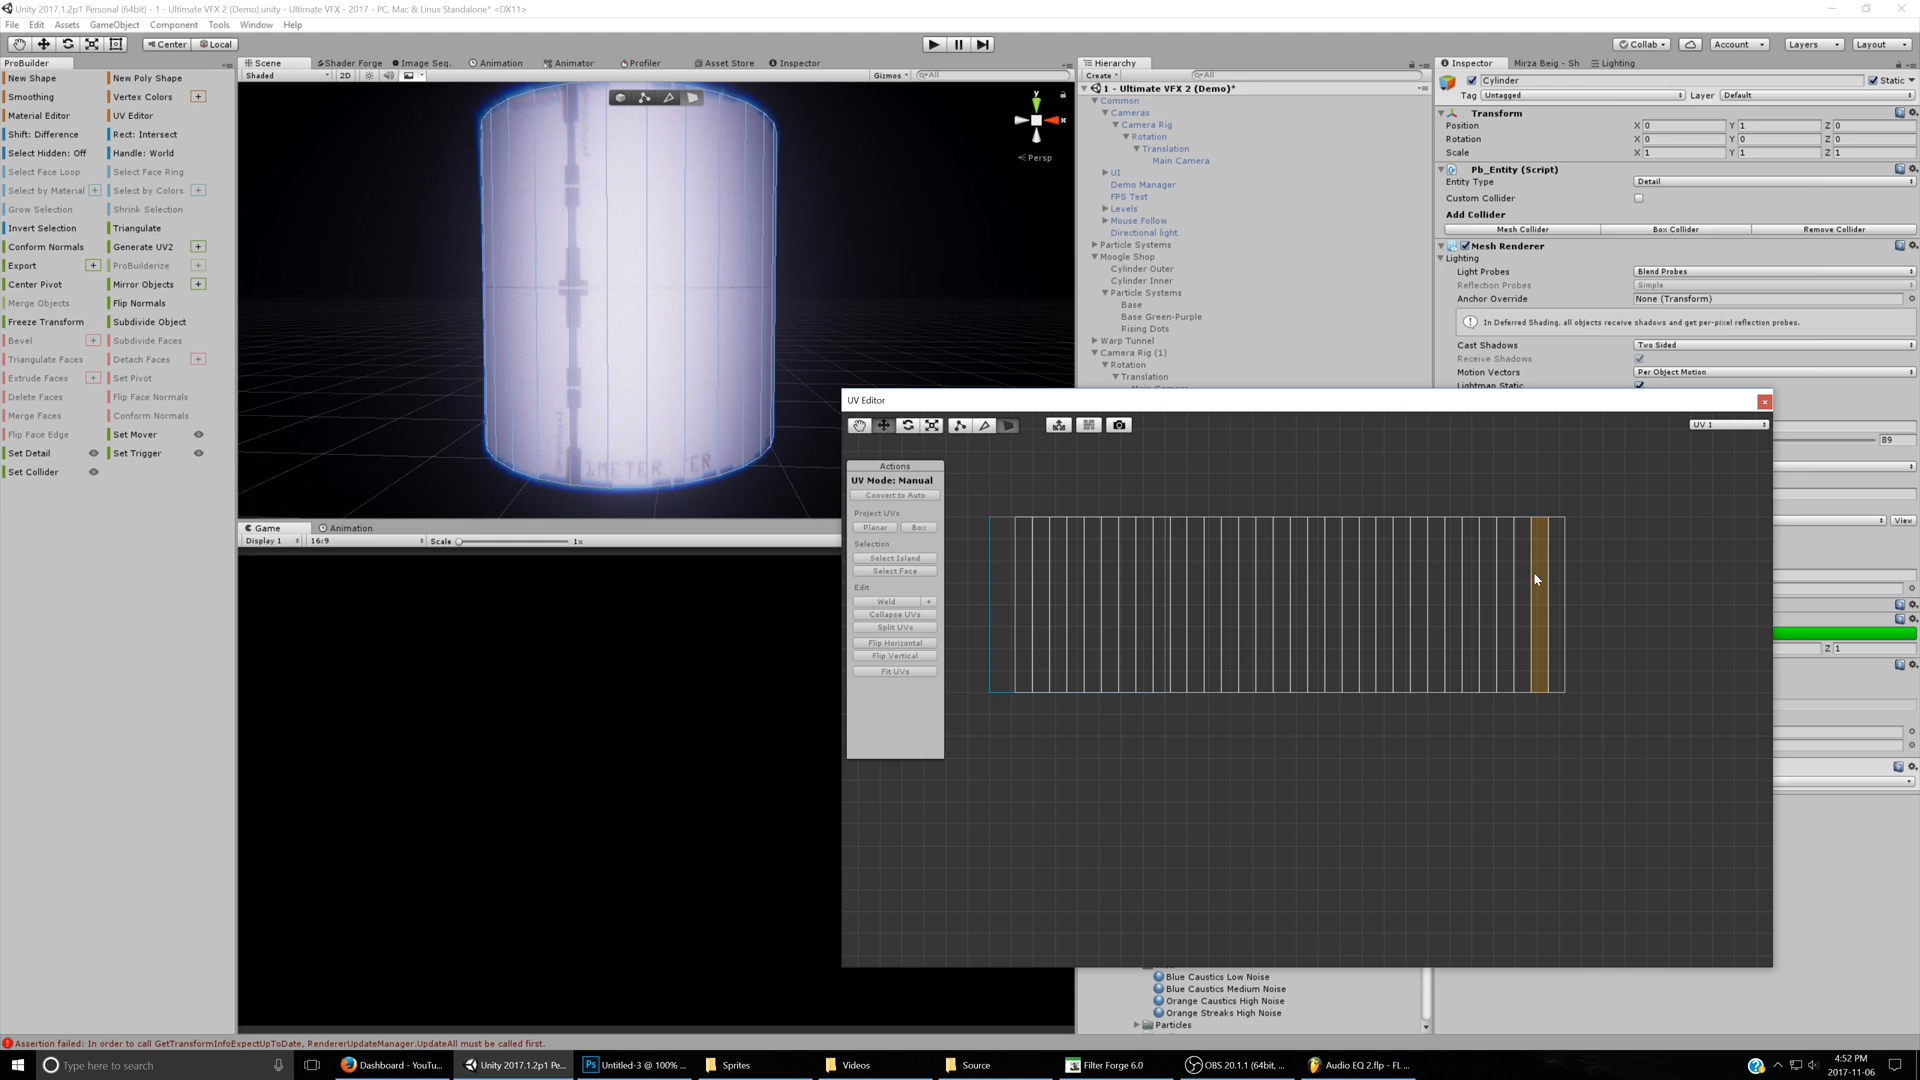 Unity 2017.1.2p1 Personal (64bit) - 1 - Ultimate VFX 2 (Demo).unity - Ultimate VFX - 2017 - PC, Mac & Linux Standalone* <DX11>
File Edit Assets GameObject Component Tools Window Help
Center Local Collab Account Layers Layout
ProBuilder
New Shape New Poly Shape
Smoothing Vertex Colors +
Material Editor UV Editor
Shift: Difference Rect: Intersect
Select Hidden: Off Handle: World
Select Face Loop Select Face Ring
Select by Material + Select by Colors +
Grow Selection Shrink Selection
Invert Selection Triangulate
Conform Normals Generate UV2 +
Export + ProBuilderize +
Center Pivot Mirror Objects +
Merge Objects Flip Normals
Freeze Transform Subdivide Object
Bevel + Subdivide Faces
Triangulate Faces Detach Faces +
Extrude Faces + Set Pivot
Delete Faces Flip Face Normals
Merge Faces Conform Normals
Flip Face Edge Set Mover
Set Detail Set Trigger
Set Collider
Scene Shader Forge Image Seq. Animation Animator Profiler Asset Store Inspector
Shaded 2D Gizmos All
y
x
Persp
Game Animation
Display 1 16:9 Scale 1x
Hierarchy
Create All
1 - Ultimate VFX 2 (Demo)*
Common
Cameras
Camera Rig
Rotation
Translation
Main Camera
UI
Demo Manager
FPS Test
Levels
Mouse Follow
Directional light
Particle Systems
Moogle Shop
Cylinder Outer
Cylinder Inner
Particle Systems
Base
Base Green-Purple
Rising Dots
Warp Tunnel
Camera Rig (1)
Rotation
Translation
Inspector Mirza Beig - Sh Lighting
Cylinder Static
Tag Untagged Layer Default
Transform
Position X 0 Y 1 Z 0
Rotation X 0 Y 0 Z 0
Scale X 1 Y 1 Z 1
Pb_Entity (Script)
Entity Type Detail
Custom Collider
Add Collider
Mesh Collider Box Collider Remove Collider
Mesh Renderer
Lighting
Light Probes Blend Probes
Reflection Probes Simple
Anchor Override None (Transform)
In Deferred Shading, all objects receive shadows and get per-pixel reflection probes.
Cast Shadows Two Sided
Receive Shadows
Motion Vectors Per Object Motion
Lightmap Static
89
View
Z 1
UV Editor
UV 1
Actions
UV Mode: Manual
Convert to Auto
Project UVs
Planar Box
Selection
Select Island
Select Face
Edit
Weld +
Collapse UVs
Split UVs
Flip Horizontal
Flip Vertical
Fit UVs
Blue Caustics Low Noise
Blue Caustics Medium Noise
Orange Caustics High Noise
Orange Streaks High Noise
Particles
Assertion failed: In order to call GetTransformInfoExpectUpToDate, RendererUpdateManager.UpdateAll must be called first.
Type here to search Dashboard - YouTu... Unity 2017.1.2p1 Pe... Untitled-3 @ 100% ... Sprites Videos Source Filter Forge 6.0 OBS 20.1.1 (64bit, ... Audio EQ 2.flp - FL ...
4:52 PM
2017-11-06